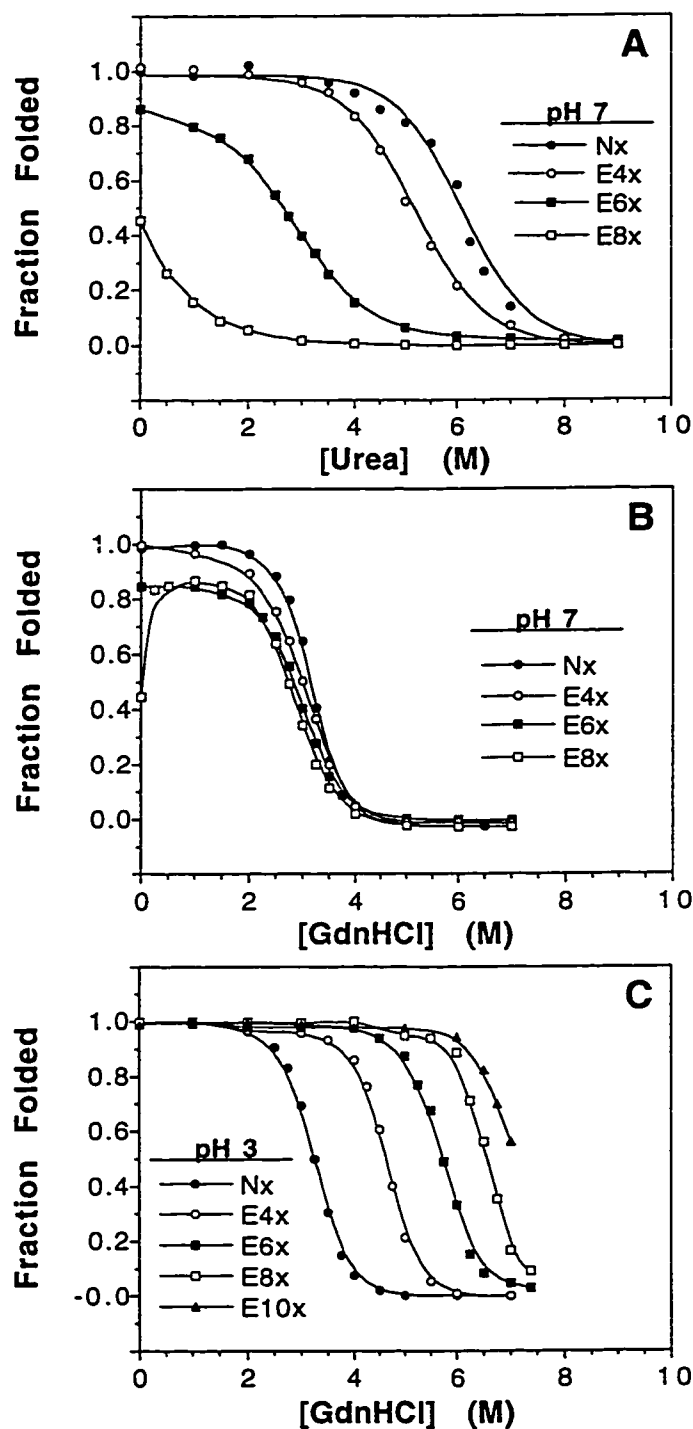 A
Fraction Folded
1.0
0.8
0.6
0.4
0.2
0.0
pH 7
Nx
E4x
E6x
E8x
0 2 4 6 8 10
[Urea] (M)
B
Fraction Folded
1.0
0.8
0.6
0.4
0.2
0.0
pH 7
Nx
E4x
E6x
E8x
0 2 4 6 8 10
[GdnHCl] (M)
C
Fraction Folded
1.0
0.8
0.6
0.4
0.2
-0.0
pH 3
Nx
E4x
E6x
E8x
E10x
0 2 4 6 8 10
[GdnHCl] (M)